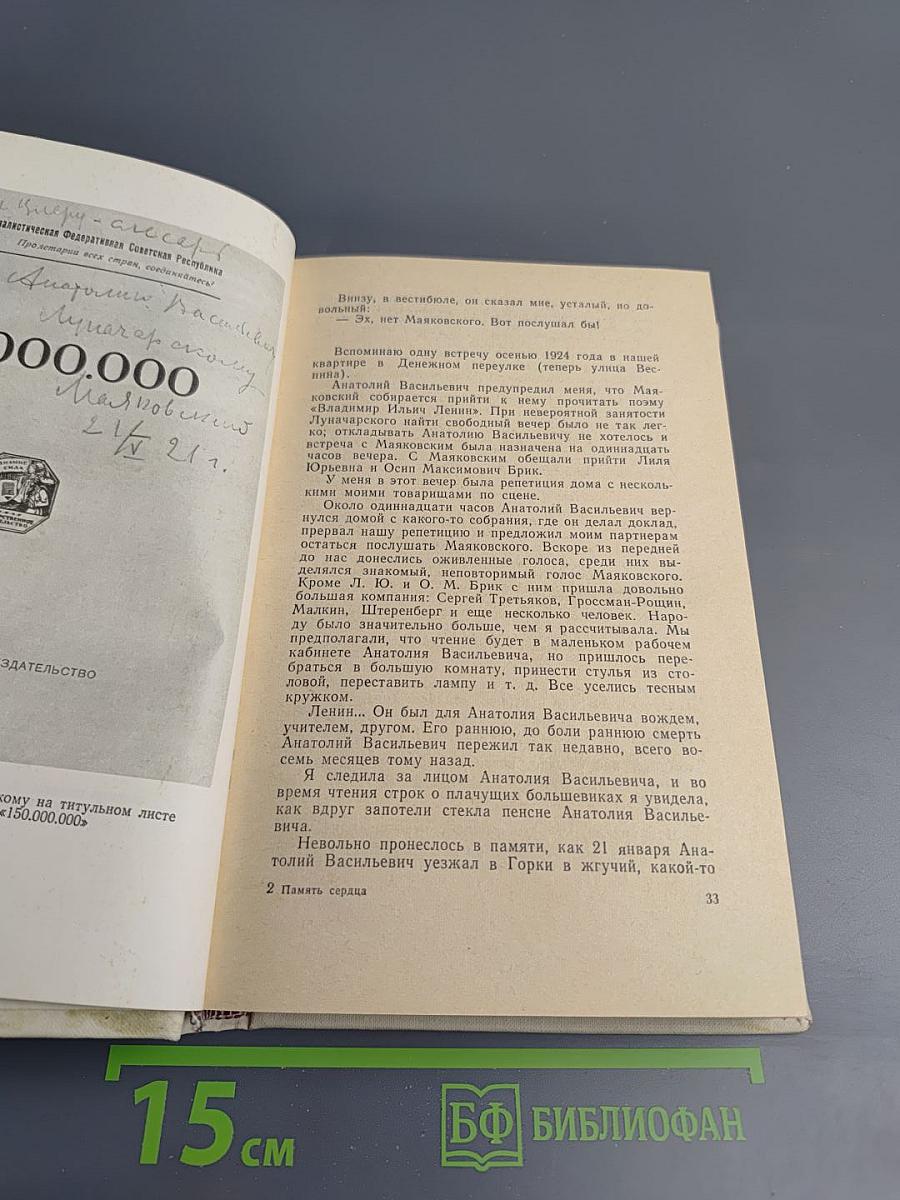 алистическая Федеративная Советская Республика
Пролетарии всех стран, соединяйтесь!
Анатолию Васильевичу
Луначарскому
000.000
Маяковский
21 г.
ЗДАТЕЛЬСТВО
кому на титульном листе
«150.000.000»
Внизу, в вестибюле, он сказал мне, усталый, но до-
вольный:
— Эх, нет Маяковского. Вот послушал бы!
Вспоминаю одну встречу осенью 1924 года в нашей
квартире в Денежном переулке (теперь улица Вес-
нина).
Анатолий Васильевич предупредил меня, что Мая-
ковский собирается прийти к нему прочитать поэму
«Владимир Ильич Ленин». При невероятной занятости
Луначарского найти свободный вечер было не так лег-
ко; откладывать Анатолию Васильевичу не хотелось и
встреча с Маяковским была назначена на одиннадцать
часов вечера. С Маяковским обещали прийти Лиля
Юрьевна и Осип Максимович Брик.
У меня в этот вечер была репетиция дома с несколь-
кими моими товарищами по сцене.
Около одиннадцати часов Анатолий Васильевич вер-
нулся домой с какого-то собрания, где он делал доклад,
прервал нашу репетицию и предложил моим партнерам
остаться послушать Маяковского. Вскоре из передней
до нас донеслись оживленные голоса, среди них вы-
делялся знакомый, неповторимый голос Маяковского.
Кроме Л. Ю. и О. М. Брик с ним пришла довольно
большая компания: Сергей Третьяков, Гроссман-Рощин,
Малкин, Штеренберг и еще несколько человек. Наро-
ду было значительно больше, чем я рассчитывала. Мы
предполагали, что чтение будет в маленьком рабочем
кабинете Анатолия Васильевича, но пришлось пере-
браться в большую комнату, принести стулья из сто-
ловой, переставить лампу и т. д. Все уселись тесным
кружком.
Ленин... Он был для Анатолия Васильевича вождем,
учителем, другом. Его раннюю, до боли раннюю смерть
Анатолий Васильевич пережил так недавно, всего во-
семь месяцев тому назад.
Я следила за лицом Анатолия Васильевича, и во
время чтения строк о плачущих большевиках я увидела,
как вдруг запотели стекла пенсне Анатолия Василье-
вича.
Невольно пронеслось в памяти, как 21 января Ана-
толий Васильевич уезжал в Горки в жгучий, какой-то
2 Память сердца
33
15 см
БФ БИБЛИОФАН